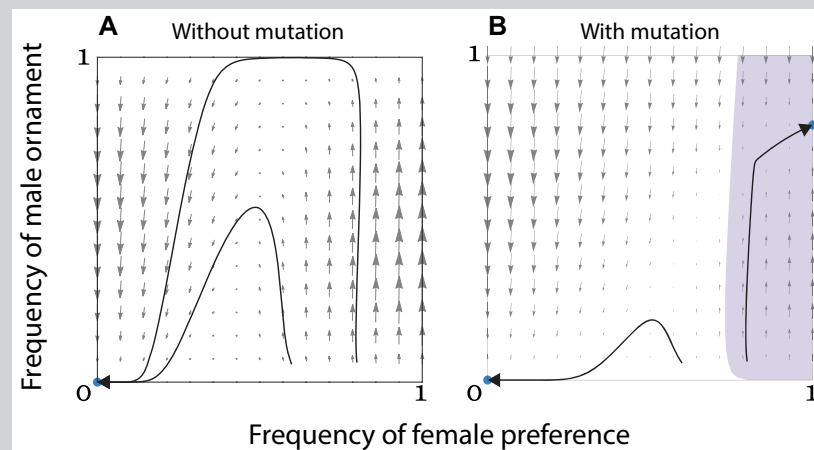 A
Without mutation
1
Frequency of male ornament
0
1
B
With mutation
1
0
1
Frequency of female preference